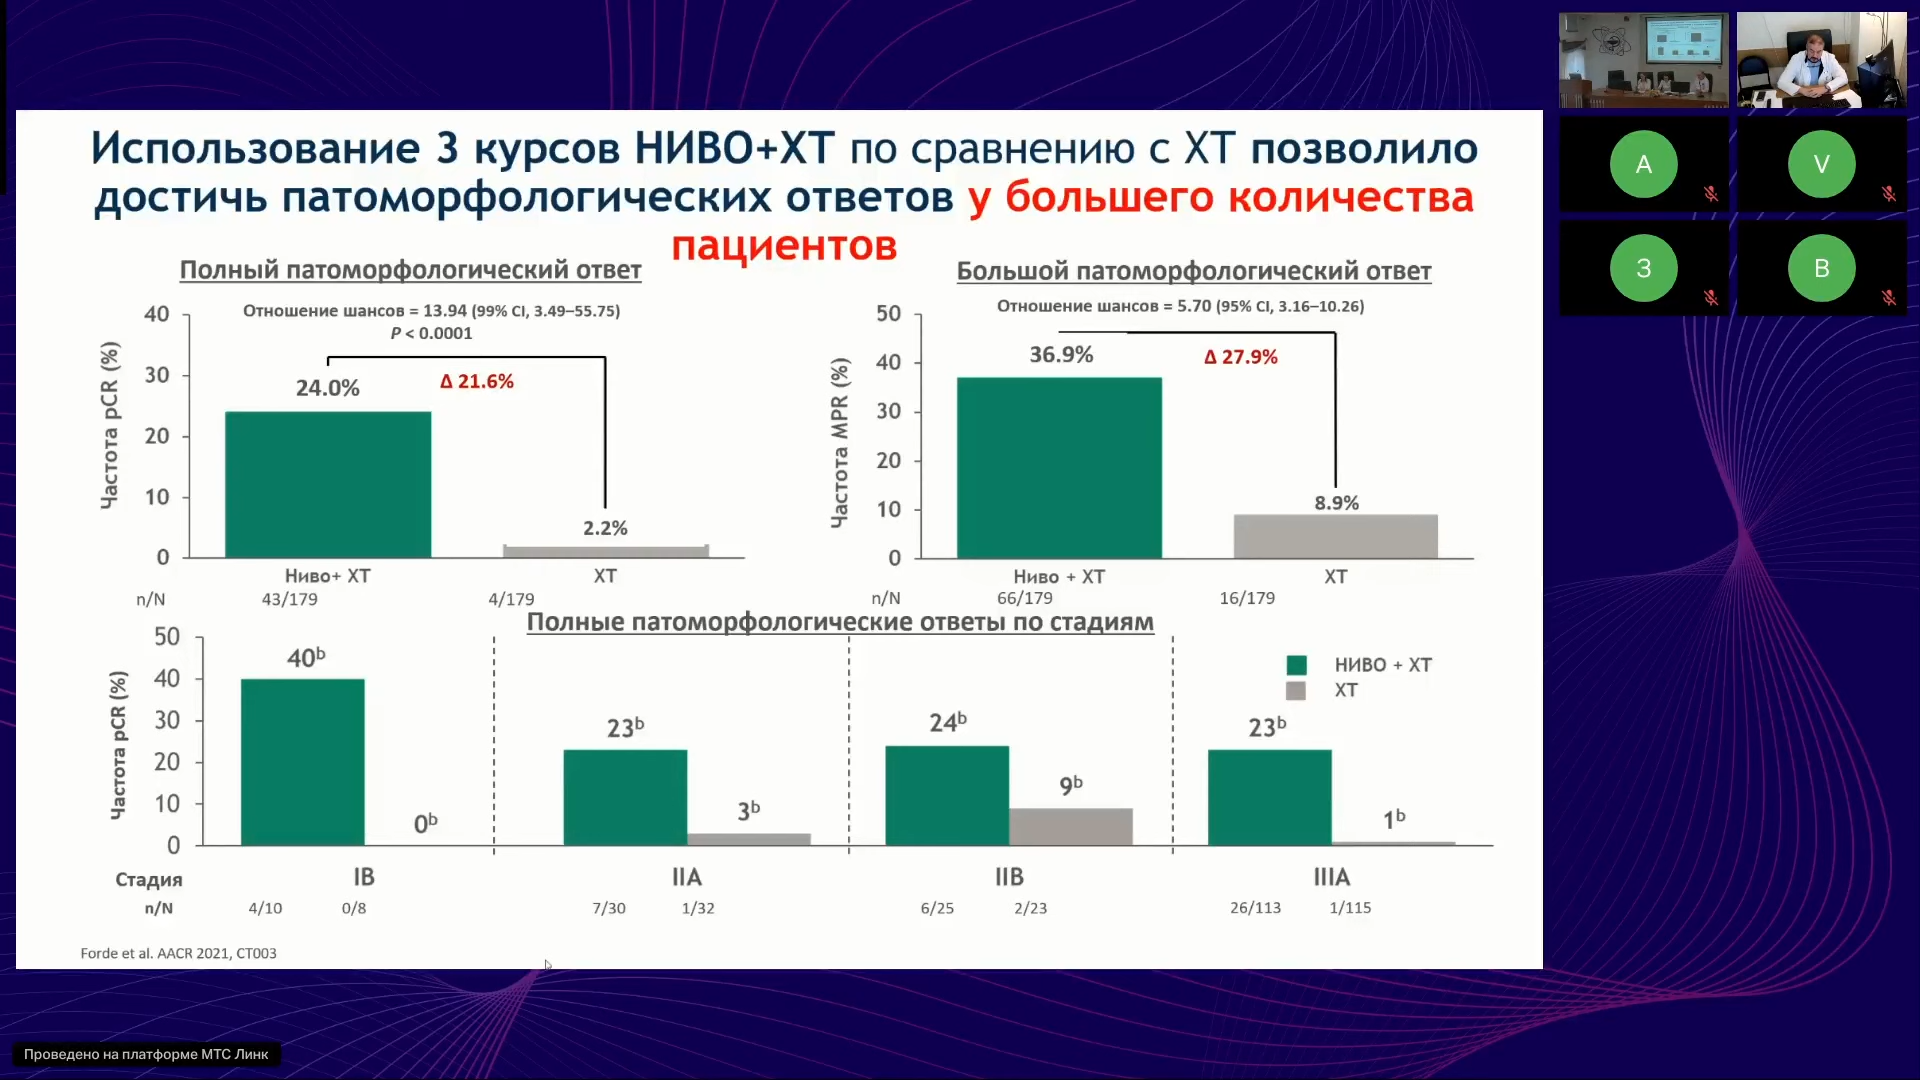 Использование 3 курсов НИВО+ХТ по сравнению с ХТ позволило
достичь патоморфологических ответов у большего количества
пациентов
Полный патоморфологический ответ
Отношение шансов = 13.94 (99% CI, 3.49–55.75)
P < 0.0001
Частота pCR (%)
40
30
20
10
0
24.0%
Δ 21.6%
2.2%
Ниво+ ХТ
ХТ
n/N
43/179
4/179
Большой патоморфологический ответ
Отношение шансов = 5.70 (95% CI, 3.16–10.26)
Частота MPR (%)
50
40
30
20
10
0
36.9%
Δ 27.9%
8.9%
Ниво + ХТ
ХТ
n/N
66/179
16/179
Полные патоморфологические ответы по стадиям
Частота pCR (%)
50
40
30
20
10
0
40ᵇ
0ᵇ
23ᵇ
3ᵇ
24ᵇ
9ᵇ
23ᵇ
1ᵇ
НИВО + ХТ
ХТ
Стадия
IB
IIA
IIB
IIIA
n/N
4/10
0/8
7/30
1/32
6/25
2/23
26/113
1/115
Forde et al. AACR 2021, CT003
A
V
З
В
Проведено на платформе МТС Линк